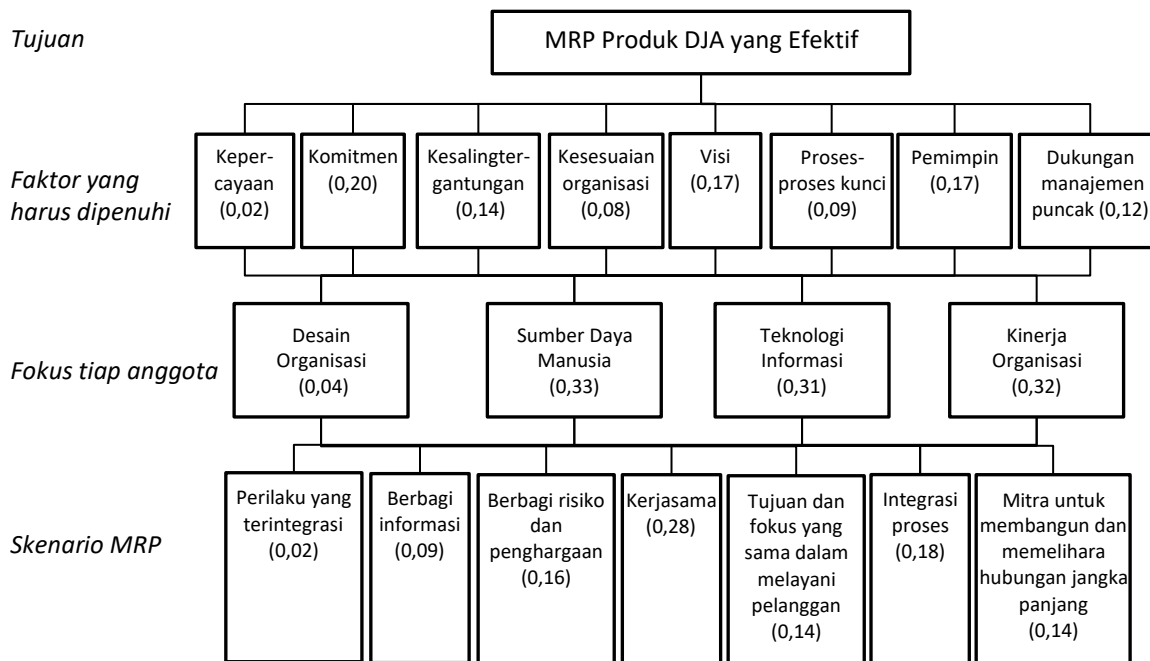 Tujuan
MRP Produk DJA yang Efektif
Faktor yang
harus dipenuhi
Keper-
cayaan
(0,02)
Komitmen
(0,20)
Kesalingter-
gantungan
(0,14)
Kesesuaian
organisasi
(0,08)
Visi
(0,17)
Proses-
proses kunci
(0,09)
Pemimpin
(0,17)
Dukungan
manajemen
puncak (0,12)
Fokus tiap anggota
Desain
Organisasi
(0,04)
Sumber Daya
Manusia
(0,33)
Teknologi
Informasi
(0,31)
Kinerja
Organisasi
(0,32)
Skenario MRP
Perilaku yang
terintegrasi
(0,02)
Berbagi
informasi
(0,09)
Berbagi risiko
dan
penghargaan
(0,16)
Kerjasama
(0,28)
Tujuan dan
fokus yang
sama dalam
melayani
pelanggan
(0,14)
Integrasi
proses
(0,18)
Mitra untuk
membangun dan
memelihara
hubungan jangka
panjang
(0,14)